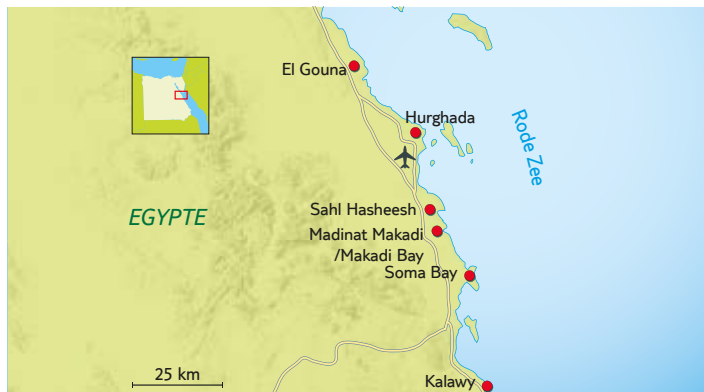 El Gouna
Hurghada
Rode Zee
Sahl Hasheesh
EGYPTE
Madinat Makadi
/Makadi Bay
Soma Bay
25 km
Kalawy